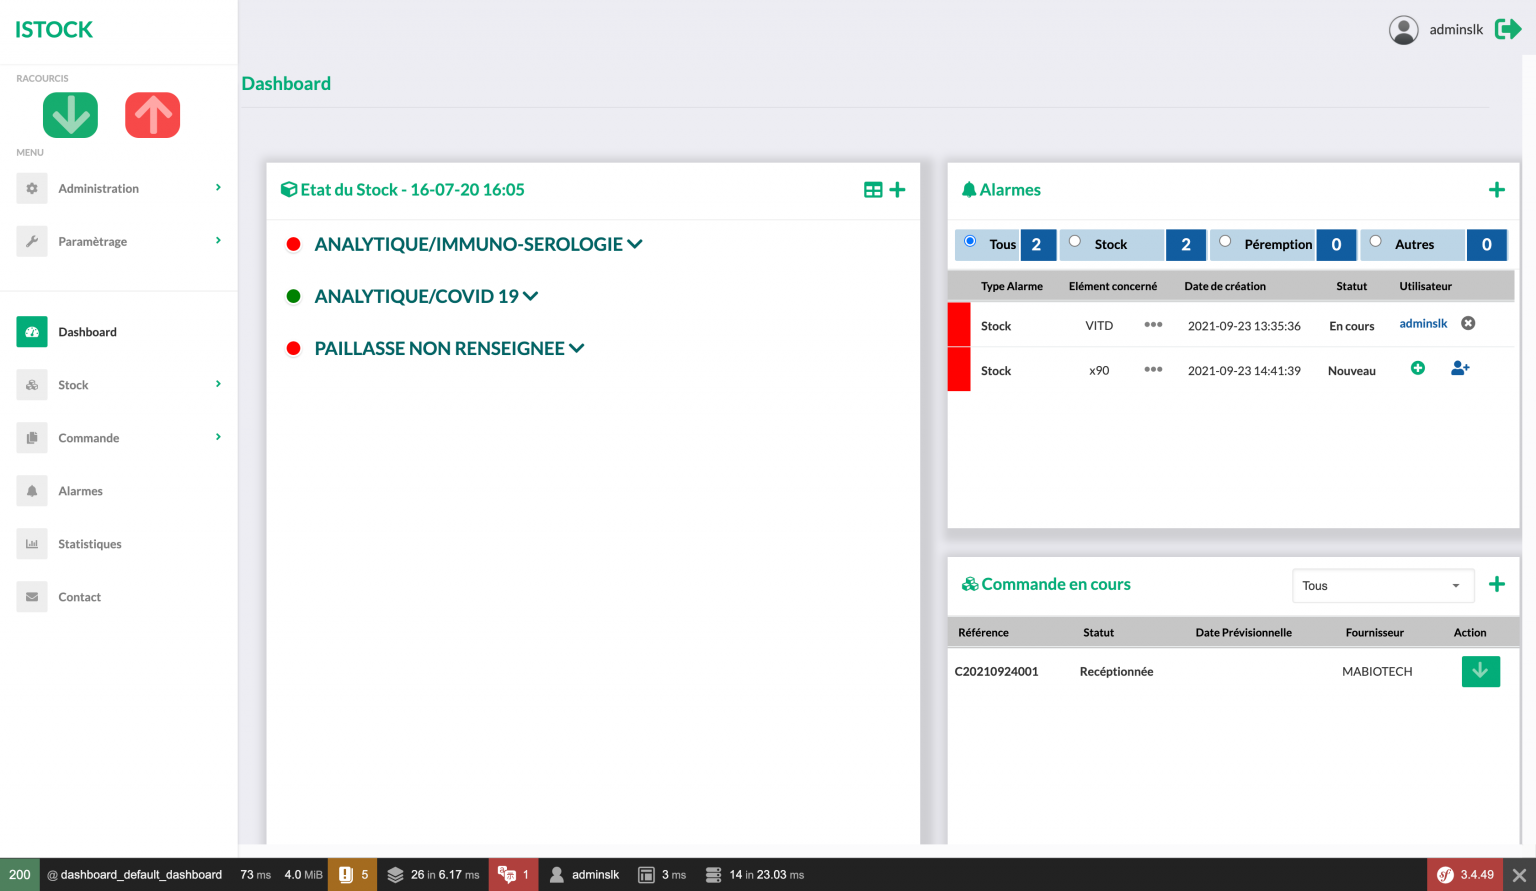 ISTOCK
adminslk
RACOURCIS
MENU
Administration
Paramètrage
Dashboard
Stock
Commande
Alarmes
Statistiques
Contact
Dashboard
Etat du Stock - 16-07-20 16:05
ANALYTIQUE/IMMUNO-SEROLOGIE
ANALYTIQUE/COVID 19
PAILLASSE NON RENSEIGNEE
Alarmes
Tous 2 Stock 2 Péremption 0 Autres 0
Type Alarme Elément concerné Date de création Statut Utilisateur
Stock VITD 2021-09-23 13:35:36 En cours adminslk
Stock x90 2021-09-23 14:41:39 Nouveau
Commande en cours
Tous
Référence Statut Date Prévisionnelle Fournisseur Action
C20210924001 Recéptionnée MABIOTECH
200 @ dashboard_default_dashboard 73 ms 4.0 MiB 5 26 in 6.17 ms 1 adminslk 3 ms 14 in 23.03 ms sf 3.4.49